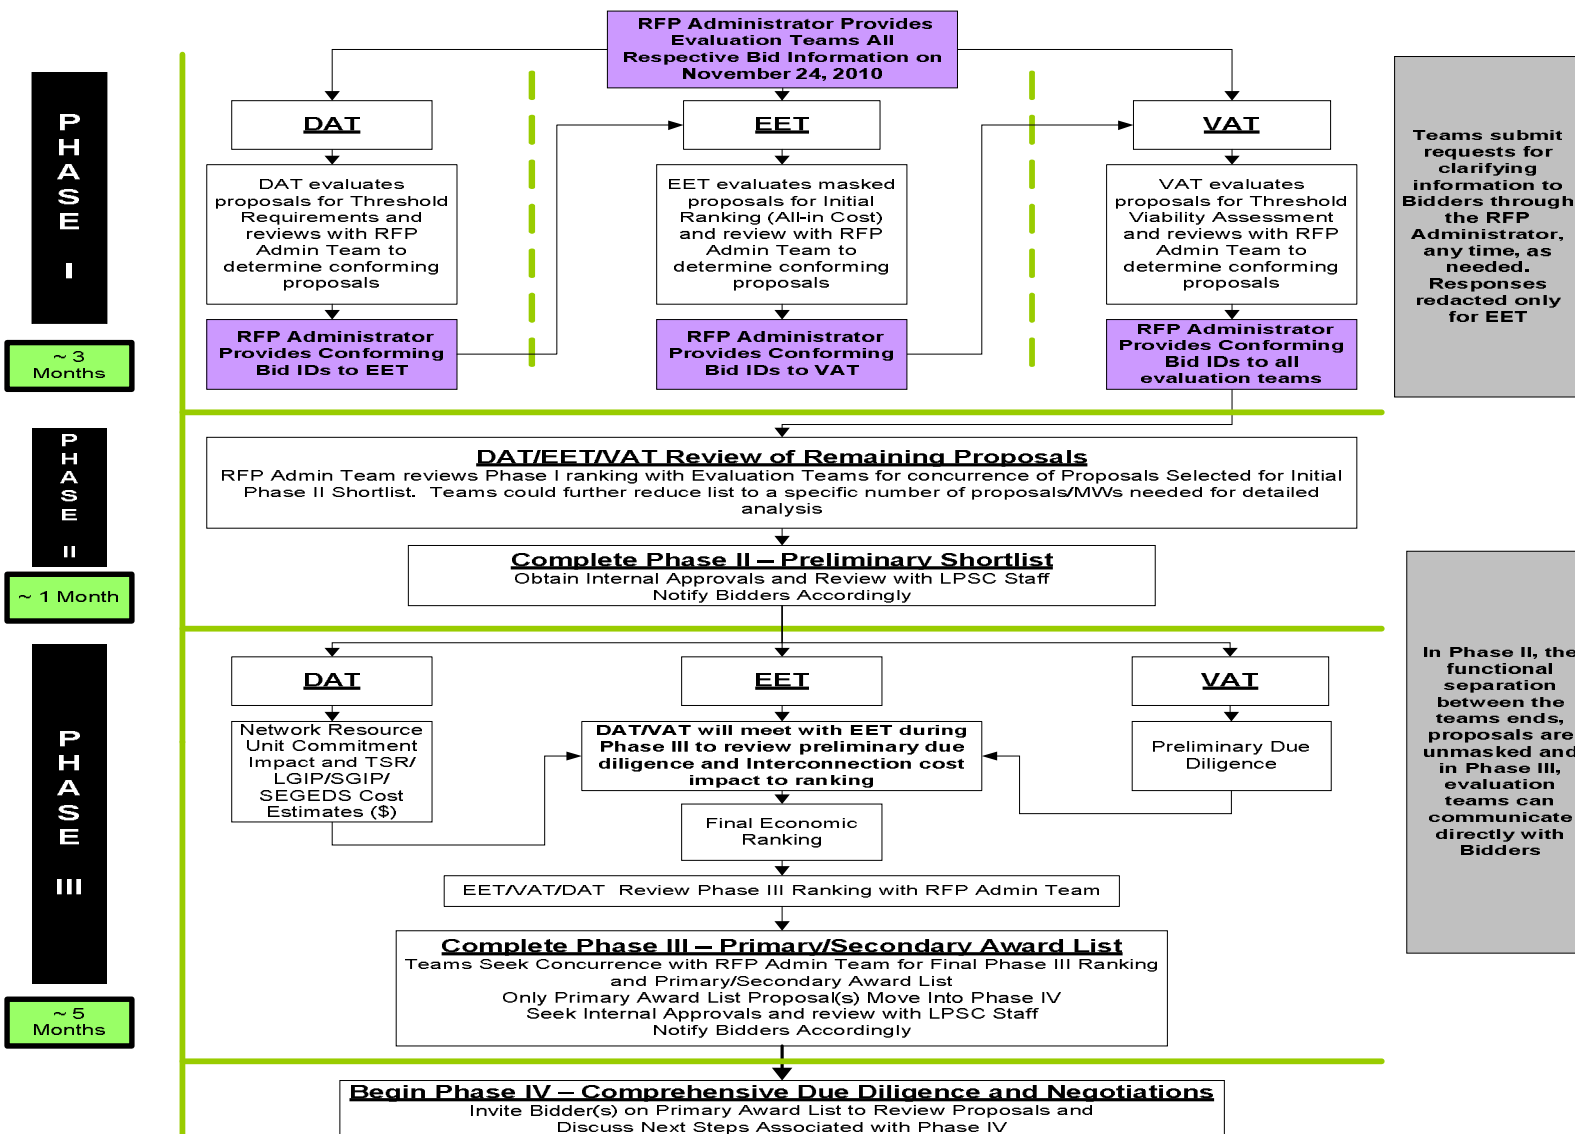 RFP Administrator Provides
Evaluation Teams All
Respective Bid Information on
November 24, 2010
PHASE I
~ 3
Months
DAT
EET
VAT
DAT evaluates
proposals for Threshold
Requirements and
reviews with RFP
Admin Team to
determine conforming
proposals
EET evaluates masked
proposals for Initial
Ranking (All-in Cost)
and review with RFP
Admin Team to
determine conforming
proposals
VAT evaluates
proposals for Threshold
Viability Assessment
and reviews with RFP
Admin Team to
determine conforming
proposals
RFP Administrator
Provides Conforming
Bid IDs to EET
RFP Administrator
Provides Conforming
Bid IDs to VAT
RFP Administrator
Provides Conforming
Bid IDs to all
evaluation teams
Teams submit
requests for
clarifying
information to
Bidders through
the RFP
Administrator,
any time, as
needed.
Responses
redacted only
for EET
PHASE II
~ 1 Month
DAT/EET/VAT Review of Remaining Proposals
RFP Admin Team reviews Phase I ranking with Evaluation Teams for concurrence of Proposals Selected for Initial
Phase II Shortlist. Teams could further reduce list to a specific number of proposals/MWs needed for detailed
analysis
Complete Phase II – Preliminary Shortlist
Obtain Internal Approvals and Review with LPSC Staff
Notify Bidders Accordingly
PHASE III
~ 5
Months
DAT
EET
VAT
Network Resource
Unit Commitment
Impact and TSR/
LGIP/SGIP/
SEGEDS Cost
Estimates ($)
DAT/VAT will meet with EET during
Phase III to review preliminary due
diligence and Interconnection cost
impact to ranking
Preliminary Due
Diligence
Final Economic
Ranking
EET/VAT/DAT Review Phase III Ranking with RFP Admin Team
Complete Phase III – Primary/Secondary Award List
Teams Seek Concurrence with RFP Admin Team for Final Phase III Ranking
and Primary/Secondary Award List
Only Primary Award List Proposal(s) Move Into Phase IV
Seek Internal Approvals and review with LPSC Staff
Notify Bidders Accordingly
In Phase II, the
functional
separation
between the
teams ends,
proposals are
unmasked and
in Phase III,
evaluation
teams can
communicate
directly with
Bidders
Begin Phase IV – Comprehensive Due Diligence and Negotiations
Invite Bidder(s) on Primary Award List to Review Proposals and
Discuss Next Steps Associated with Phase IV